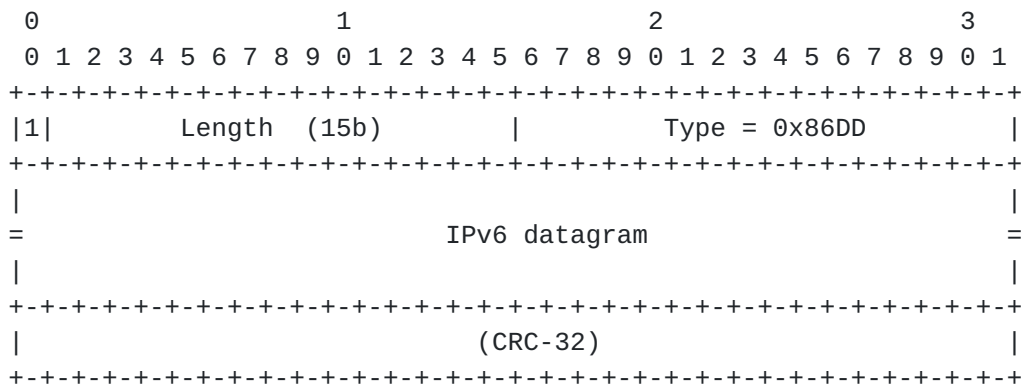 0                   1                   2                   3
 0 1 2 3 4 5 6 7 8 9 0 1 2 3 4 5 6 7 8 9 0 1 2 3 4 5 6 7 8 9 0 1
+-+-+-+-+-+-+-+-+-+-+-+-+-+-+-+-+-+-+-+-+-+-+-+-+-+-+-+-+-+-+-+-+
|1|        Length  (15b)        |         Type = 0x86DD         |
+-+-+-+-+-+-+-+-+-+-+-+-+-+-+-+-+-+-+-+-+-+-+-+-+-+-+-+-+-+-+-+-+
|                                                               |
=                           IPv6 datagram                       =
|                                                               |
+-+-+-+-+-+-+-+-+-+-+-+-+-+-+-+-+-+-+-+-+-+-+-+-+-+-+-+-+-+-+-+-+
|                             (CRC-32)                          |
+-+-+-+-+-+-+-+-+-+-+-+-+-+-+-+-+-+-+-+-+-+-+-+-+-+-+-+-+-+-+-+-+